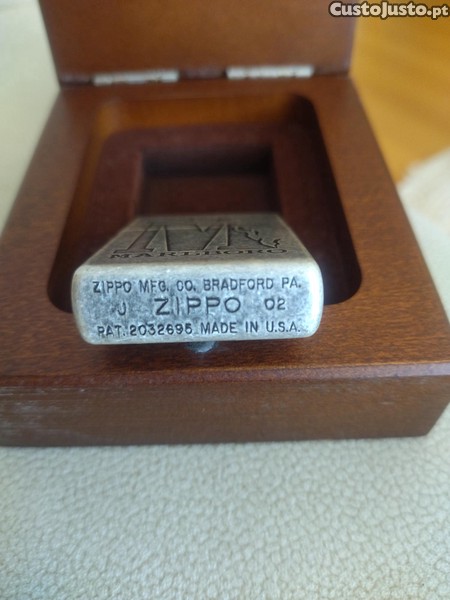 CustoJusto.pt
MARLBORO
ZIPPO MFG. CO. BRADFORD PA.
J ZIPPO 02
PAT. 2032695 MADE IN U.S.A.